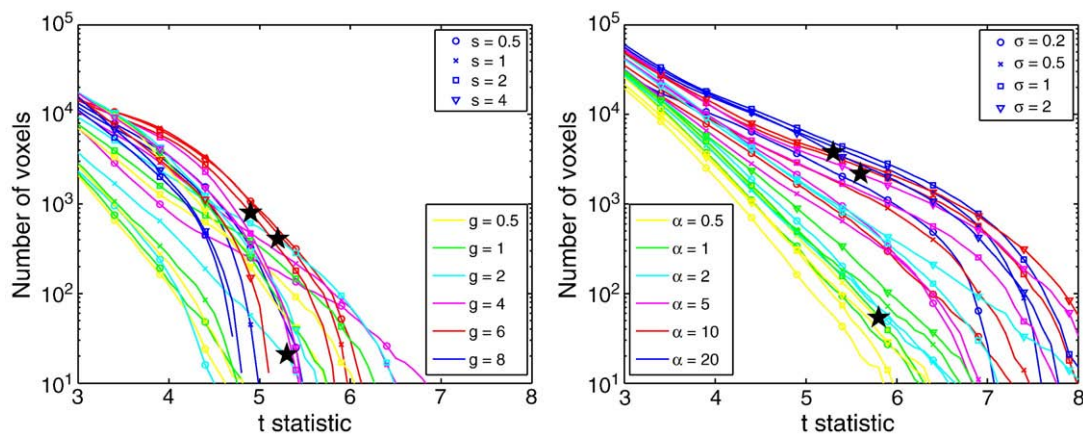 10^5
10^4
10^3
10^2
10^1
Number of voxels
3 4 5 6 7 8
t statistic
s = 0.5
s = 1
s = 2
s = 4
g = 0.5
g = 1
g = 2
g = 4
g = 6
g = 8
10^5
10^4
10^3
10^2
10^1
Number of voxels
3 4 5 6 7 8
t statistic
σ = 0.2
σ = 0.5
σ = 1
σ = 2
α = 0.5
α = 1
α = 2
α = 5
α = 10
α = 20